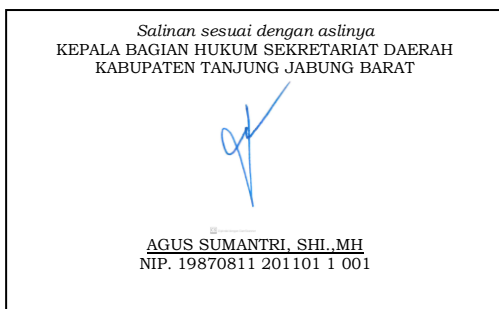 Salinan sesuai dengan aslinya
KEPALA BAGIAN HUKUM SEKRETARIAT DAERAH
KABUPATEN TANJUNG JABUNG BARAT
AGUS SUMANTRI, SHI.,MH
NIP. 19870811 201101 1 001